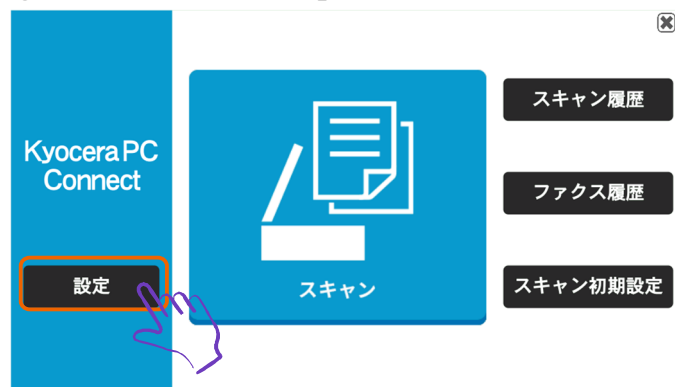 Kyocera PC
Connect
設定
スキャン
スキャン履歴
ファクス履歴
スキャン初期設定